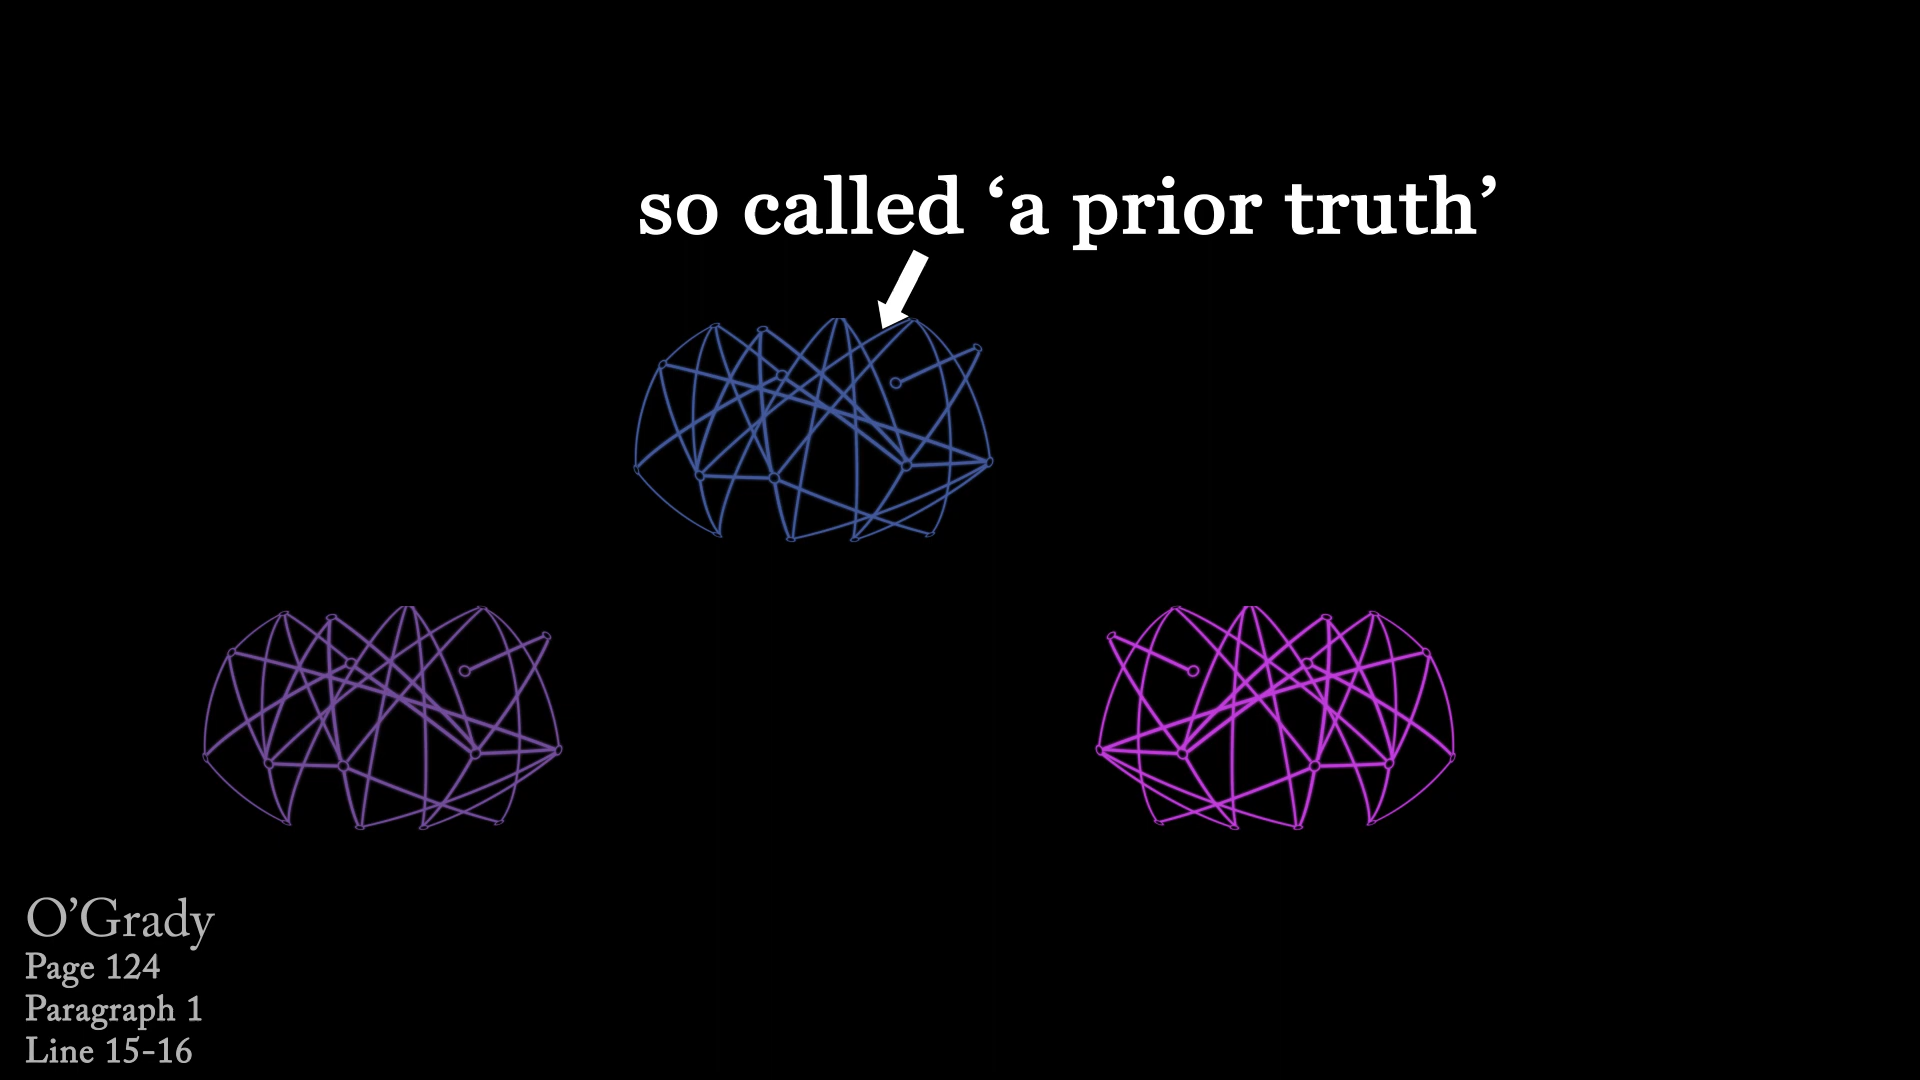 so called ‘a prior truth’
O’Grady
Page 124
Paragraph 1
Line 15-16